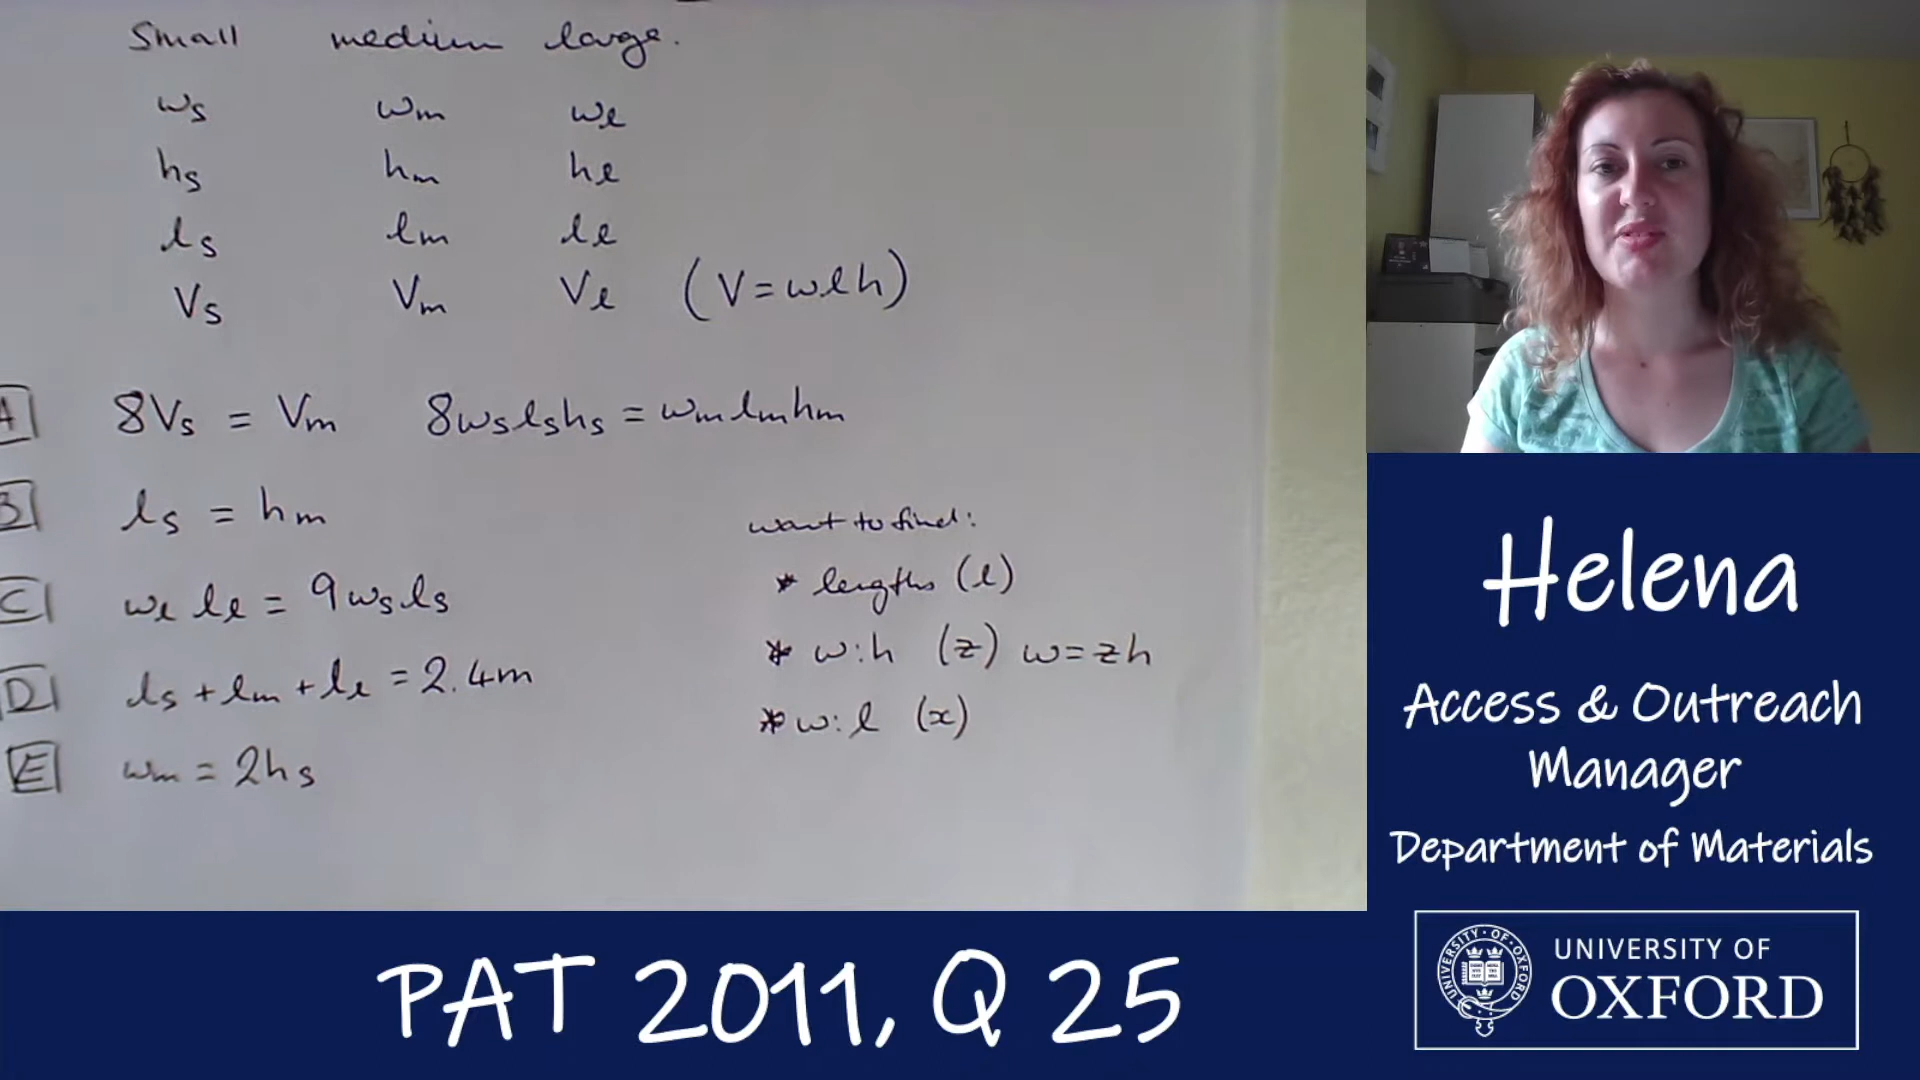 small medium large.
ws wm wl
hs hm hl
ls lm ll
Vs Vm Vl (V=wlh)
A 8Vs = Vm 8wslshs = wmlmhm
B ls = hm
C wlll = 9wsls
D ls + lm + ll = 2.4m
E wm = 2hs
want to find:
* lengths (l)
* w:h (z) w=zh
* w:l (x)
Helena
Access & Outreach
Manager
Department of Materials
PAT 2011, Q 25
UNIVERSITY OF
OXFORD